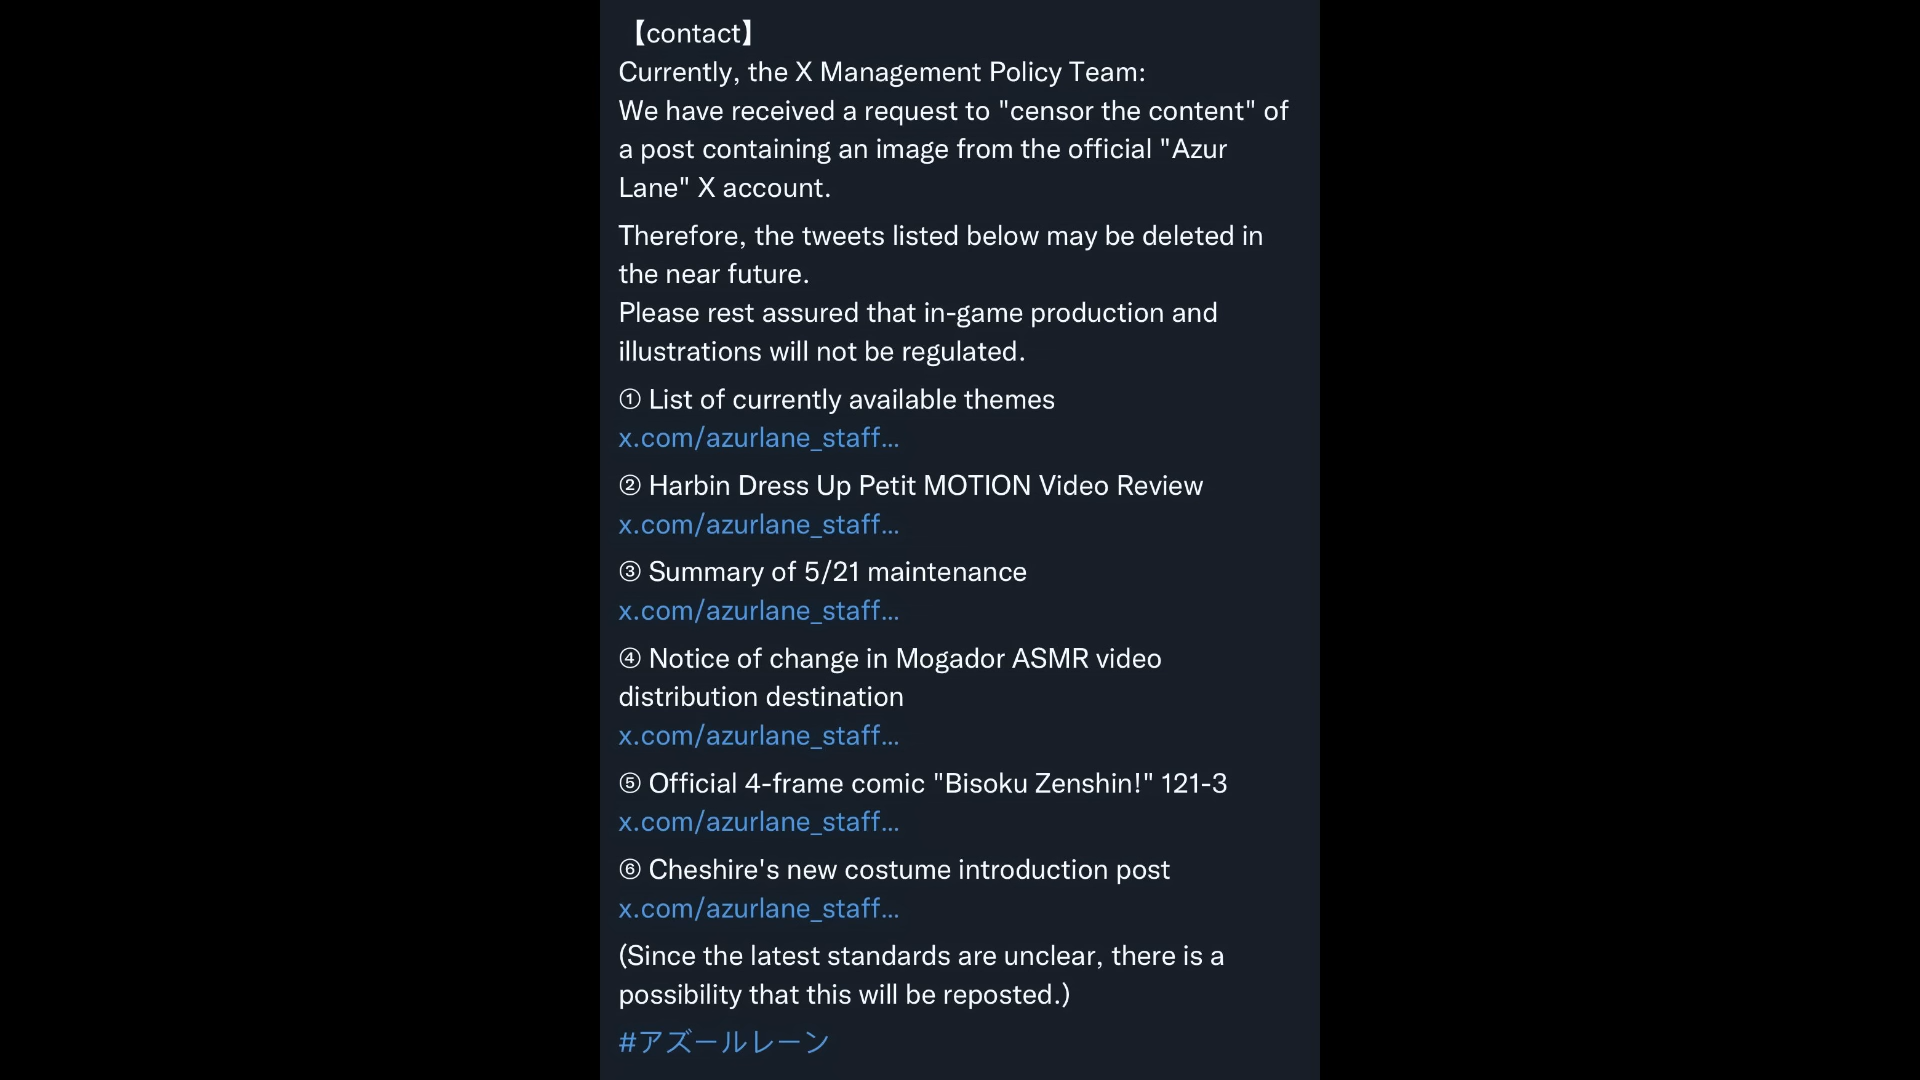 【contact】
Currently, the X Management Policy Team:
We have received a request to "censor the content" of
a post containing an image from the official "Azur
Lane" X account.
Therefore, the tweets listed below may be deleted in
the near future.
Please rest assured that in-game production and
illustrations will not be regulated.
① List of currently available themes
x.com/azurlane_staff…
② Harbin Dress Up Petit MOTION Video Review
x.com/azurlane_staff…
③ Summary of 5/21 maintenance
x.com/azurlane_staff…
④ Notice of change in Mogador ASMR video
distribution destination
x.com/azurlane_staff…
⑤ Official 4-frame comic "Bisoku Zenshin!" 121-3
x.com/azurlane_staff…
⑥ Cheshire's new costume introduction post
x.com/azurlane_staff…
(Since the latest standards are unclear, there is a
possibility that this will be reposted.)
#アズールレーン